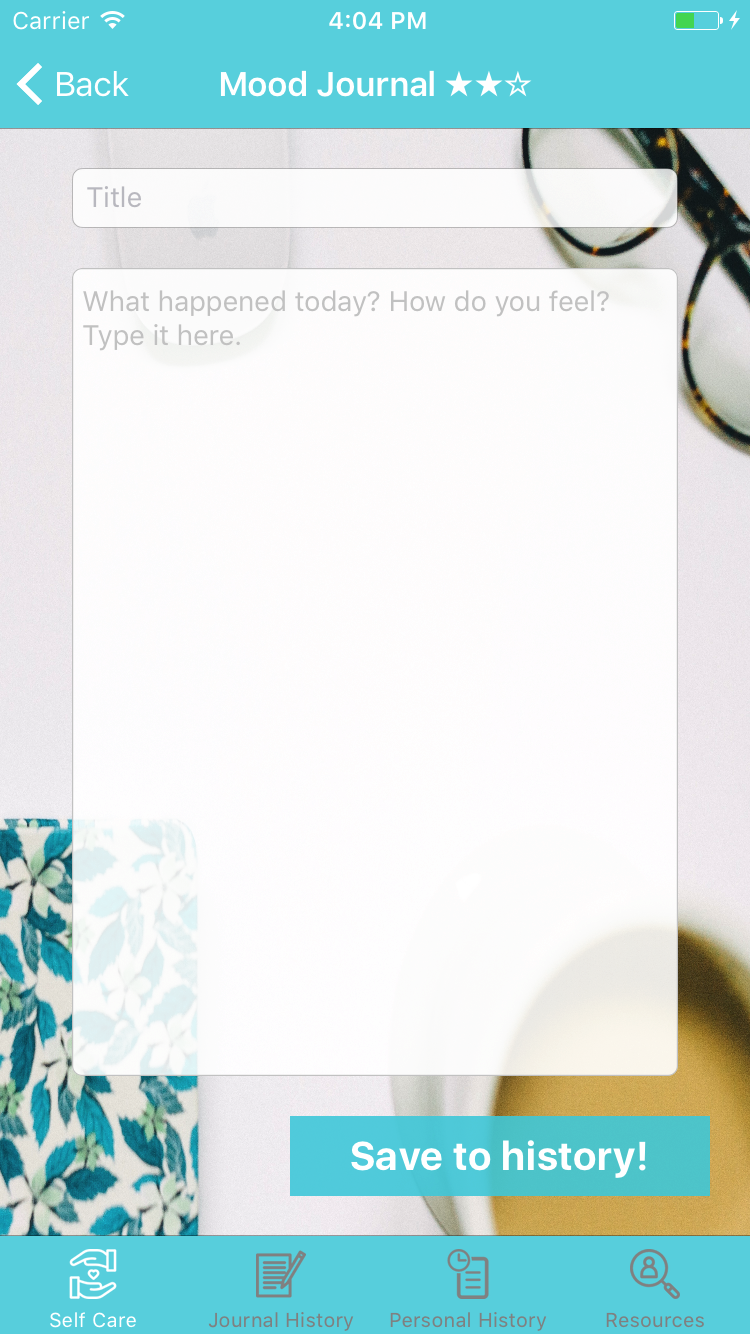 Carrier 4:04 PM
Back Mood Journal ★★☆
Title
What happened today? How do you feel?
Type it here.
Save to history!
Self Care Journal History Personal History Resources